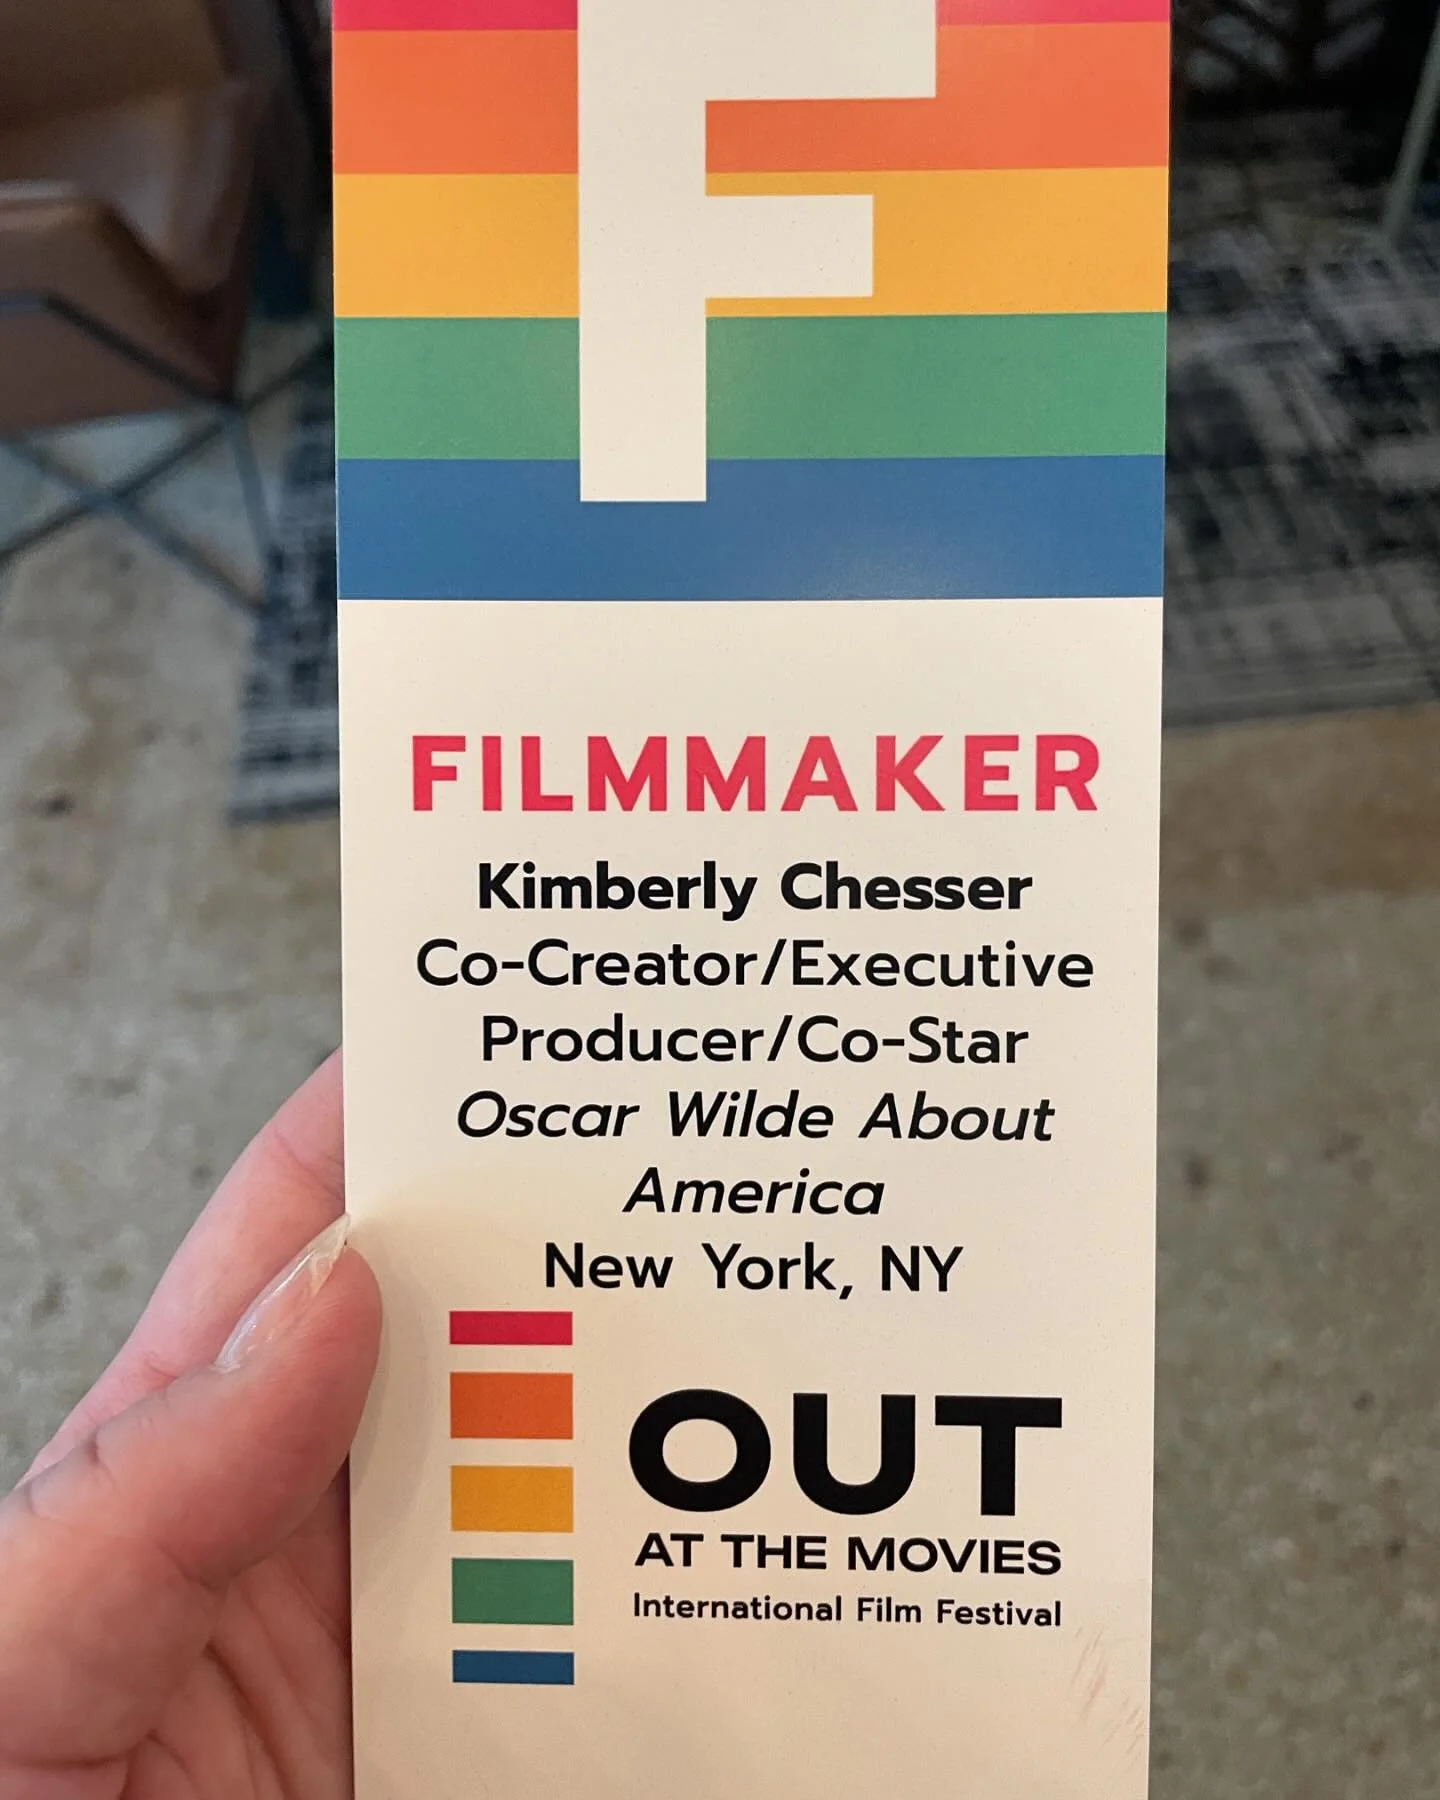 F
FILMMAKER
Kimberly Chesser
Co-Creator/Executive
Producer/Co-Star
Oscar Wilde About
America
New York, NY
OUT
AT THE MOVIES
International Film Festival